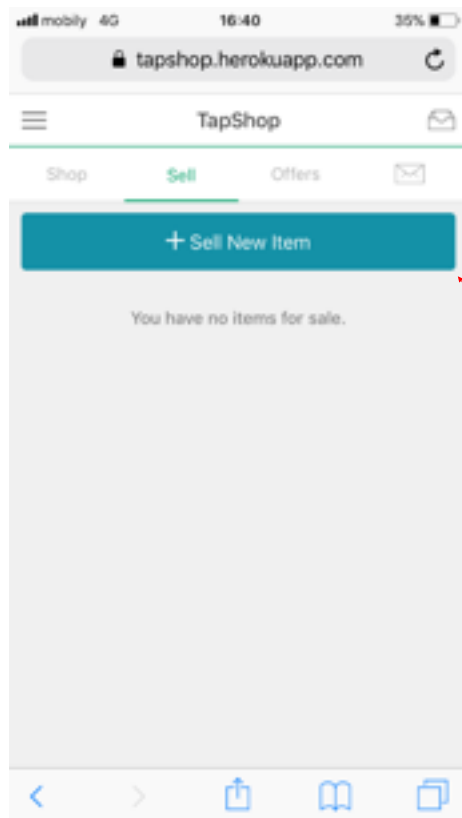 mobily 4G 16:40 35%
tapshop.herokuapp.com
TapShop
Shop Sell Offers
+ Sell New Item
You have no items for sale.